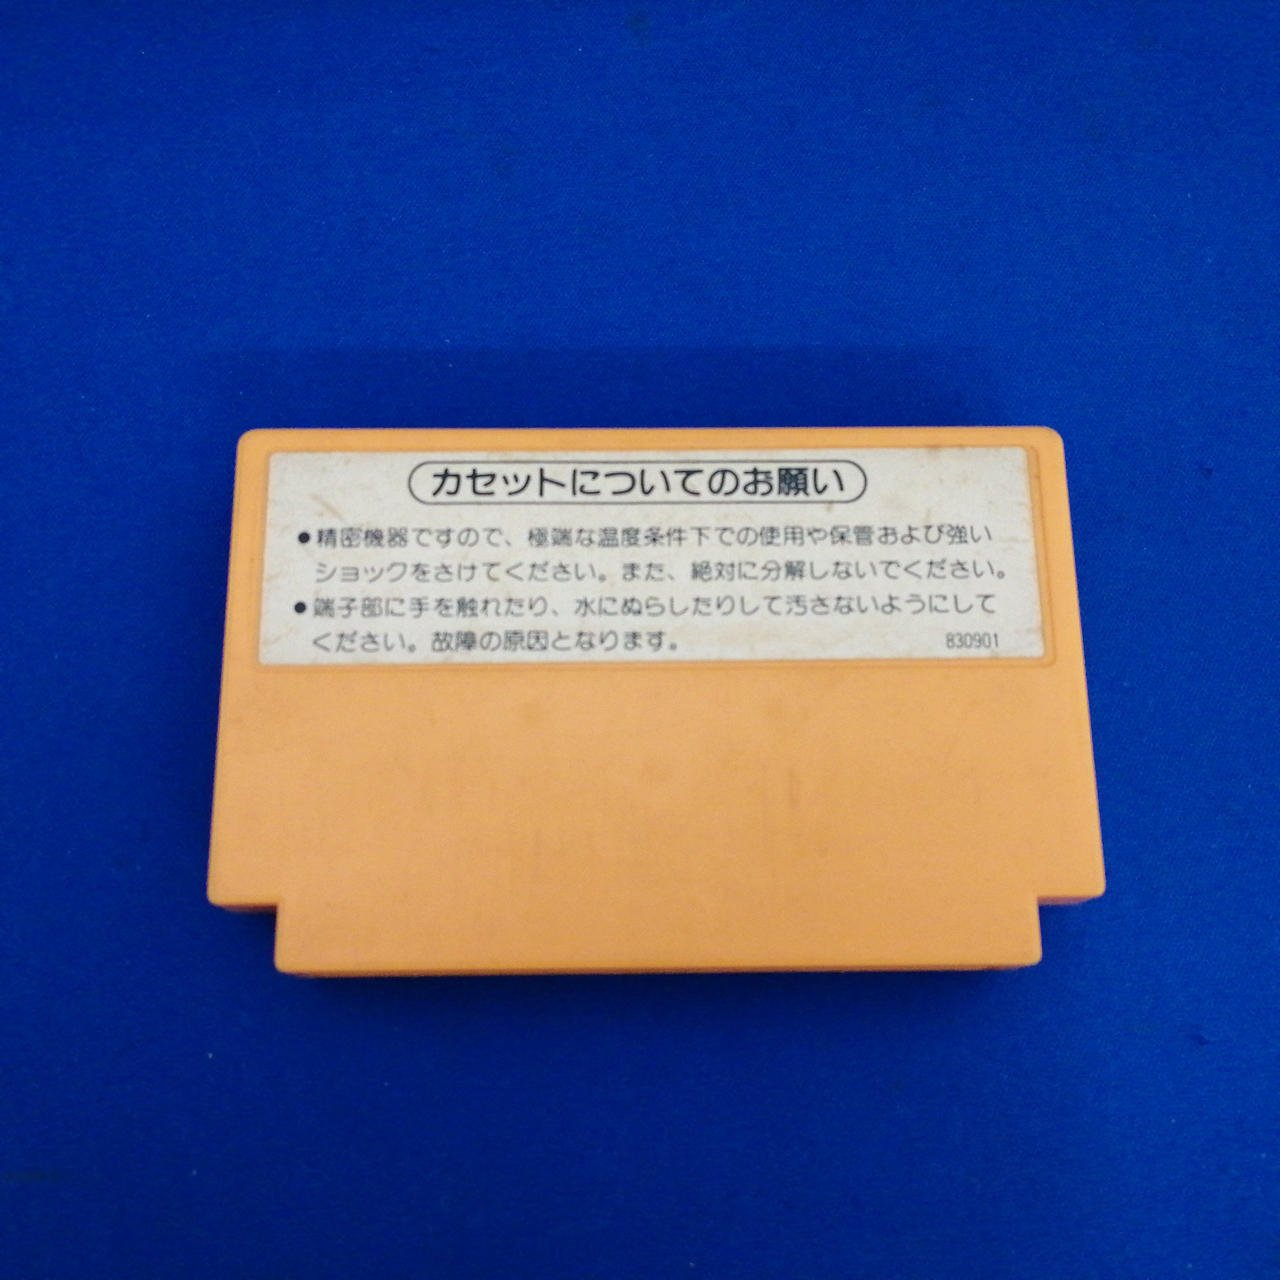 カセットについてのお願い
●精密機器ですので、極端な温度条件下での使用や保管および強い
ショックをさけてください。また、絶対に分解しないでください。
●端子部に手を触れたり、水にぬらしたりして汚さないようにして
ください。故障の原因となります。
830901